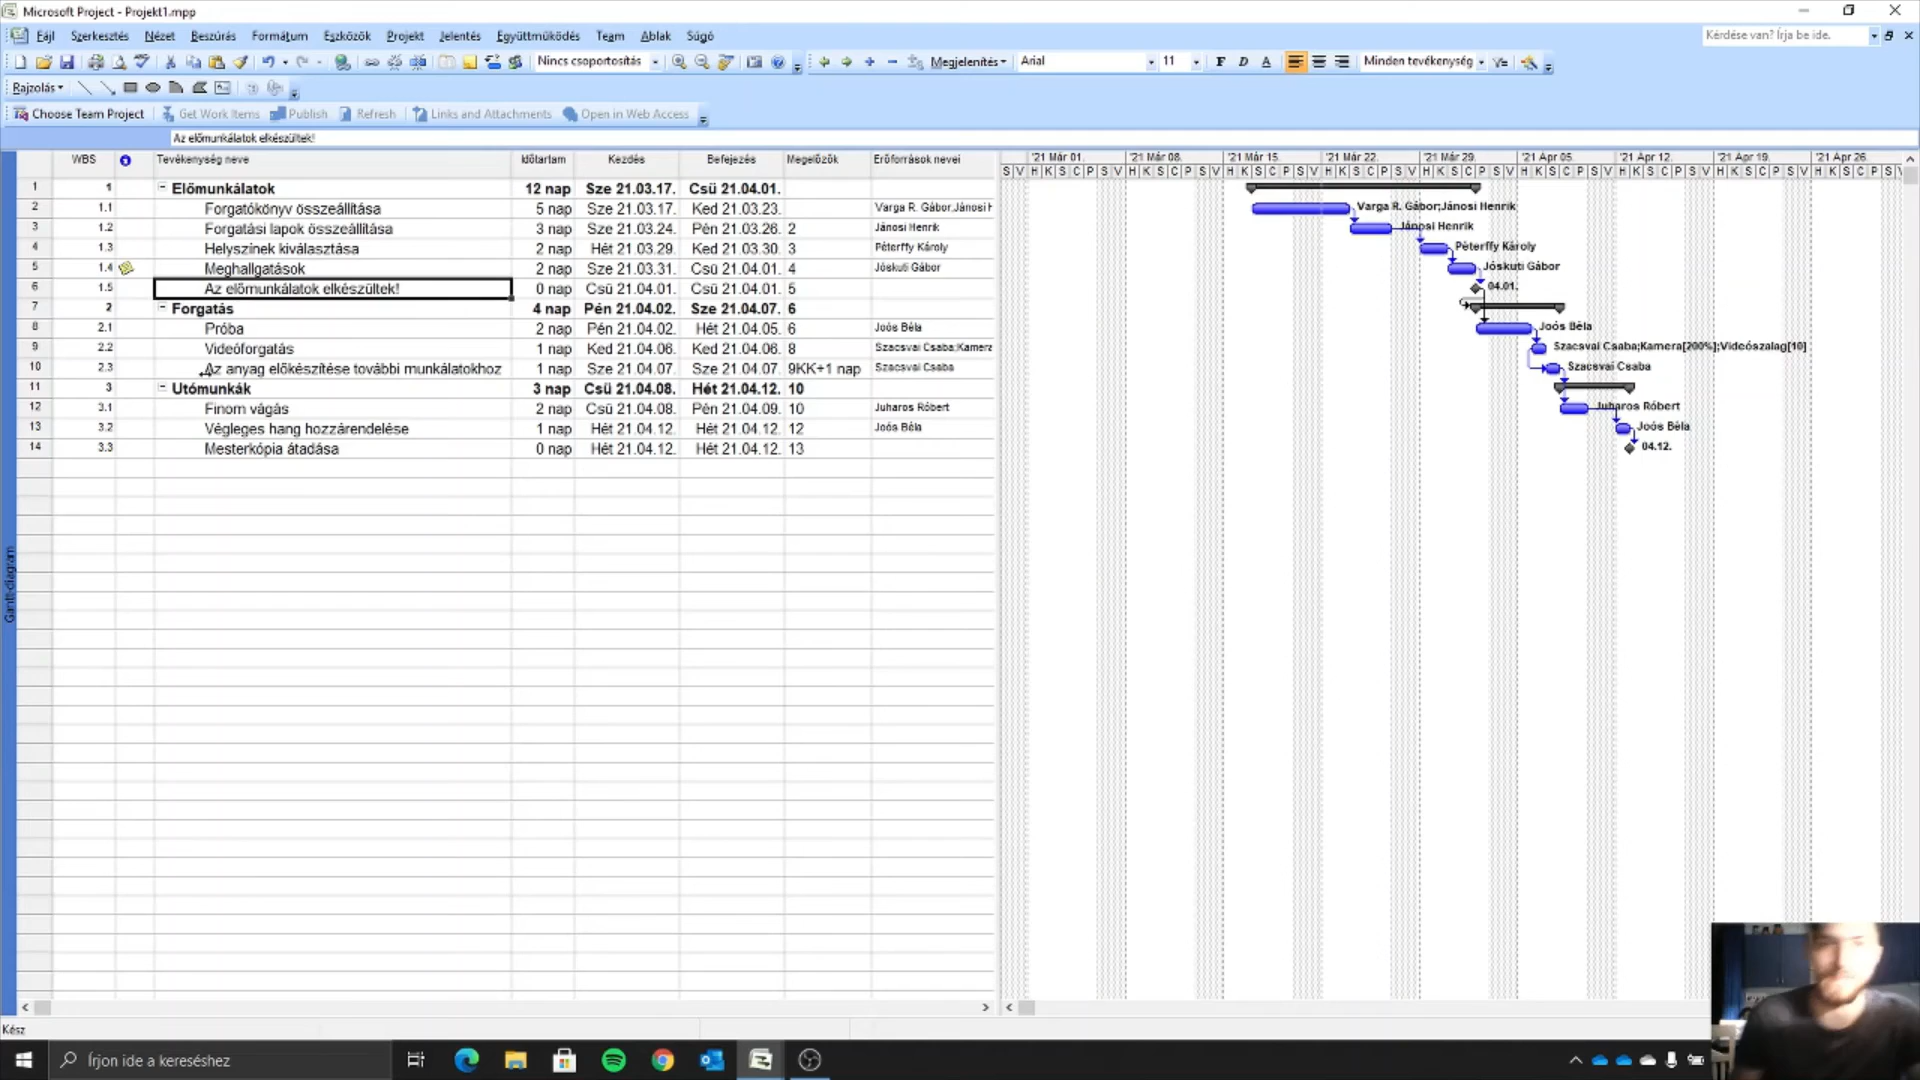 Microsoft Project - Projekt1.mpp
Fájl Szerkesztés Nézet Beszúrás Formátum Eszközök Projekt Jelentés Együttműködés Team Ablak Súgó
Kérdése van? Írja be ide.
Nincs csoportosítás Megjelenítés Arial 11 F D A Minden tevékenység
Rajzolás
Choose Team Project Get Work Items Publish Refresh Links and Attachments Open in Web Access
Az előmunkálatok elkészültek!
WBS Tevékenység neve Időtartam Kezdés Befejezés Megelőzők Erőforrások nevei
1 1 Előmunkálatok 12 nap Sze 21.03.17. Csü 21.04.01.
2 1.1 Forgatókönyv összeállítása 5 nap Sze 21.03.17. Ked 21.03.23. Varga R. Gábor;Jánosi H
3 1.2 Forgatási lapok összeállítása 3 nap Sze 21.03.24. Pén 21.03.26. 2 Jánosi Henrik
4 1.3 Helyszínek kiválasztása 2 nap Hét 21.03.29. Ked 21.03.30. 3 Péterffy Károly
5 1.4 Meghallgatások 2 nap Sze 21.03.31. Csü 21.04.01. 4 Jóskuti Gábor
6 1.5 Az előmunkálatok elkészültek! 0 nap Csü 21.04.01. Csü 21.04.01. 5
7 2 Forgatás 4 nap Pén 21.04.02. Sze 21.04.07. 6
8 2.1 Próba 2 nap Pén 21.04.02. Hét 21.04.05. 6 Joós Béla
9 2.2 Videóforgatás 1 nap Ked 21.04.06. Ked 21.04.06. 8 Szacsvai Csaba;Kamera
10 2.3 Az anyag előkészítése további munkálatokhoz 1 nap Sze 21.04.07. Sze 21.04.07. 9KK+1 nap Szacsvai Csaba
11 3 Utómunkák 3 nap Csü 21.04.08. Hét 21.04.12. 10
12 3.1 Finom vágás 2 nap Csü 21.04.08. Pén 21.04.09. 10 Juharos Róbert
13 3.2 Végleges hang hozzárendelése 1 nap Hét 21.04.12. Hét 21.04.12. 12 Joós Béla
14 3.3 Mesterkópia átadása 0 nap Hét 21.04.12. Hét 21.04.12. 13
'21 Már 01. '21 Már 08. '21 Már 15. '21 Már 22. '21 Már 29. '21 Ápr 05. '21 Ápr 12. '21 Ápr 19. '21 Ápr 26.
S V H K S C P S V H K S C P S V H K S C P S V H K S C P S V H K S C P S V H K S C P S V H K S C P S V H K S C P S V H K S C P S V
Varga R. Gábor;Jánosi Henrik
Jánosi Henrik
Péterffy Károly
Jóskuti Gábor
04.01.
Joós Béla
Szacsvai Csaba;Kamera[200%];Videószalag[10]
Szacsvai Csaba
Juharos Róbert
Joós Béla
04.12.
Gantt-diagram
Kész
Írjon ide a kereséshez